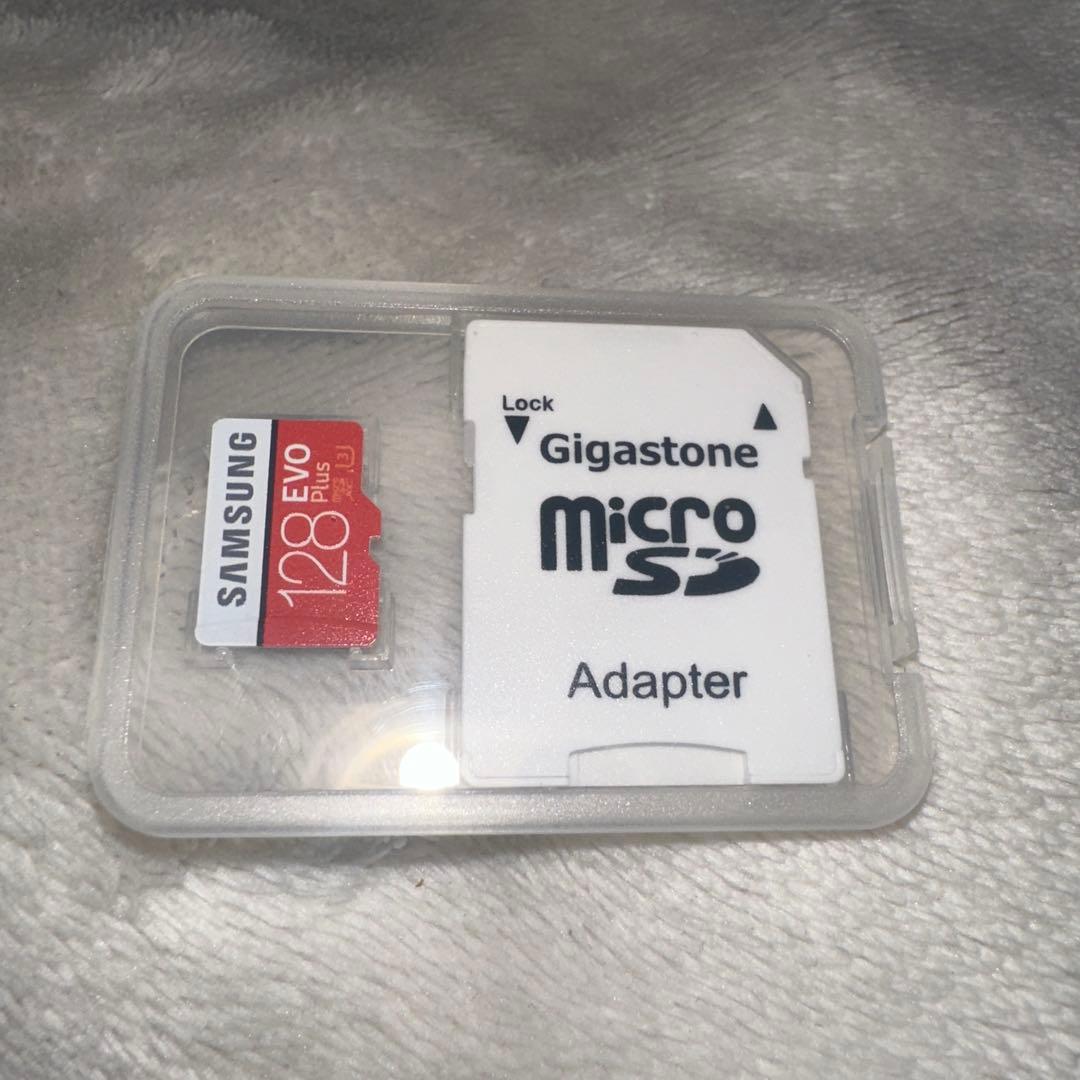 SAMSUNG
128
EVO
Plus
Lock
Gigastone
micro
SD
Adapter